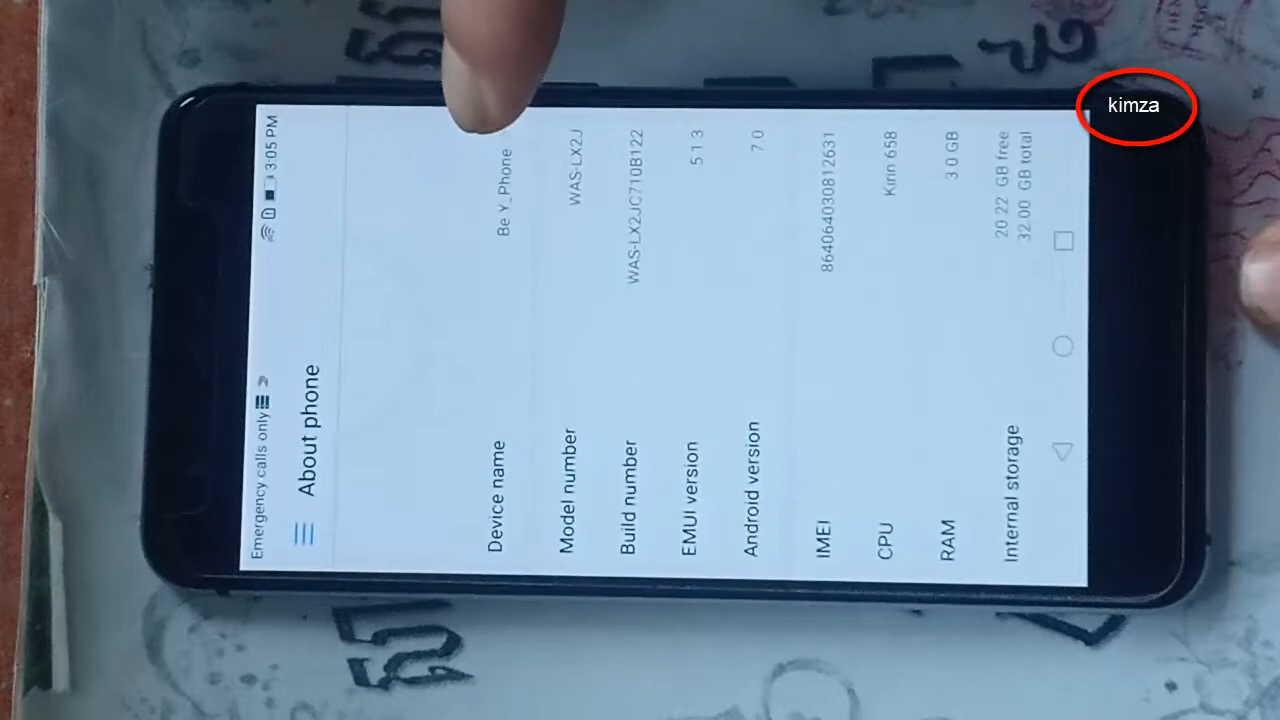 kimza
Emergency calls only
3:05 PM
About phone
Device name
Be Y_Phone
Model number
WAS-LX2J
Build number
WAS-LX2JC710B122
EMUI version
5 1 3
Android version
7 0
IMEI
864064030812631
CPU
Kirin 658
RAM
3 0 GB
Internal storage
20 22 GB free
32.00 GB total